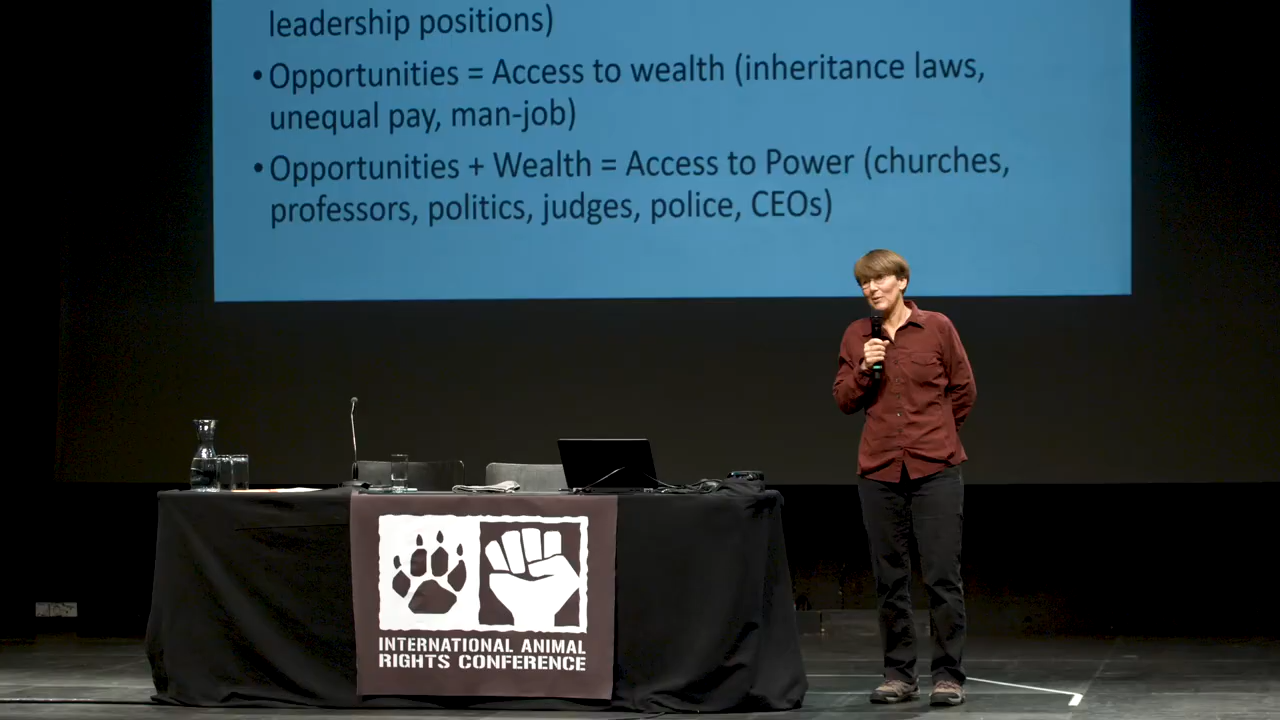 leadership positions)
• Opportunities = Access to wealth (inheritance laws,
unequal pay, man-job)
• Opportunities + Wealth = Access to Power (churches,
professors, politics, judges, police, CEOs)
INTERNATIONAL ANIMAL
RIGHTS CONFERENCE